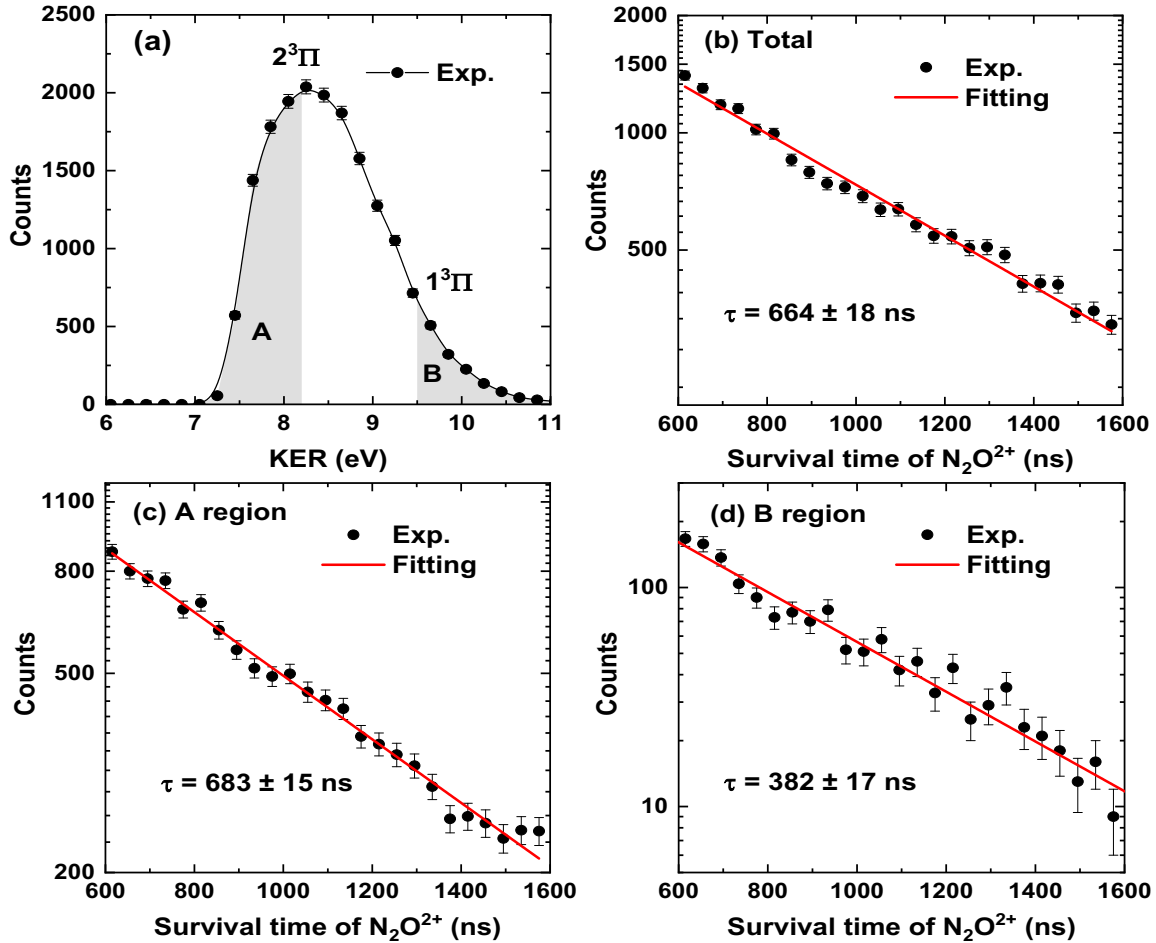 (a)
2³Π
Exp.
1³Π
A
B
2500
2000
1500
1000
500
0
Counts
6 7 8 9 10 11
KER (eV)
(b) Total
Exp.
Fitting
τ = 664 ± 18 ns
2000
1500
1000
500
Counts
600 800 1000 1200 1400 1600
Survival time of N₂O²⁺ (ns)
(c) A region
Exp.
Fitting
τ = 683 ± 15 ns
1100
800
500
200
Counts
600 800 1000 1200 1400 1600
Survival time of N₂O²⁺ (ns)
(d) B region
Exp.
Fitting
τ = 382 ± 17 ns
100
10
Counts
600 800 1000 1200 1400 1600
Survival time of N₂O²⁺ (ns)